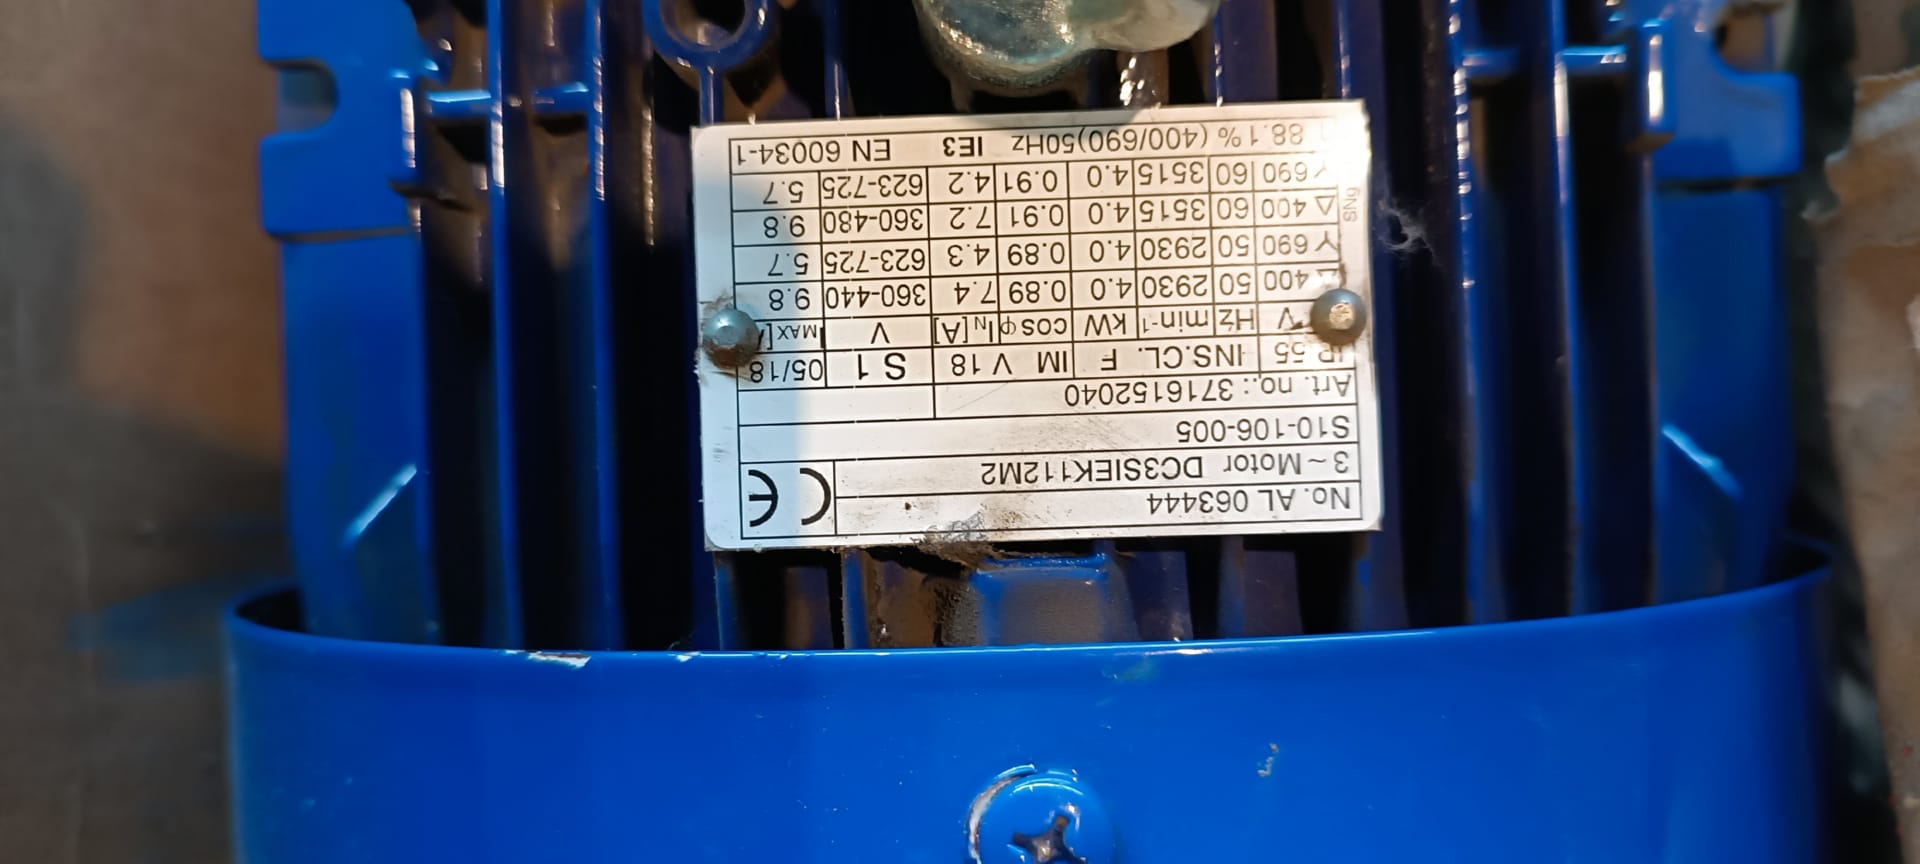 No. AL 063444
3~Motor DC3SIEK112M2
CE
S10-106-005
Art. no.: 3716152040
IP 55 INS.CL. F IM V 18 S 1 05/18
V Hz min-1 kW cosφ IN[A] V IMAX[A]
Δ 400 50 2930 4.0 0.89 7.4 360-440 9.8
Y 690 50 2930 4.0 0.89 4.3 623-725 5.7
Δ 400 60 3515 4.0 0.91 7.2 360-480 9.8
Y 690 60 3515 4.0 0.91 4.2 623-725 5.7
88.1% (400/690)50Hz IE3 EN 60034-1